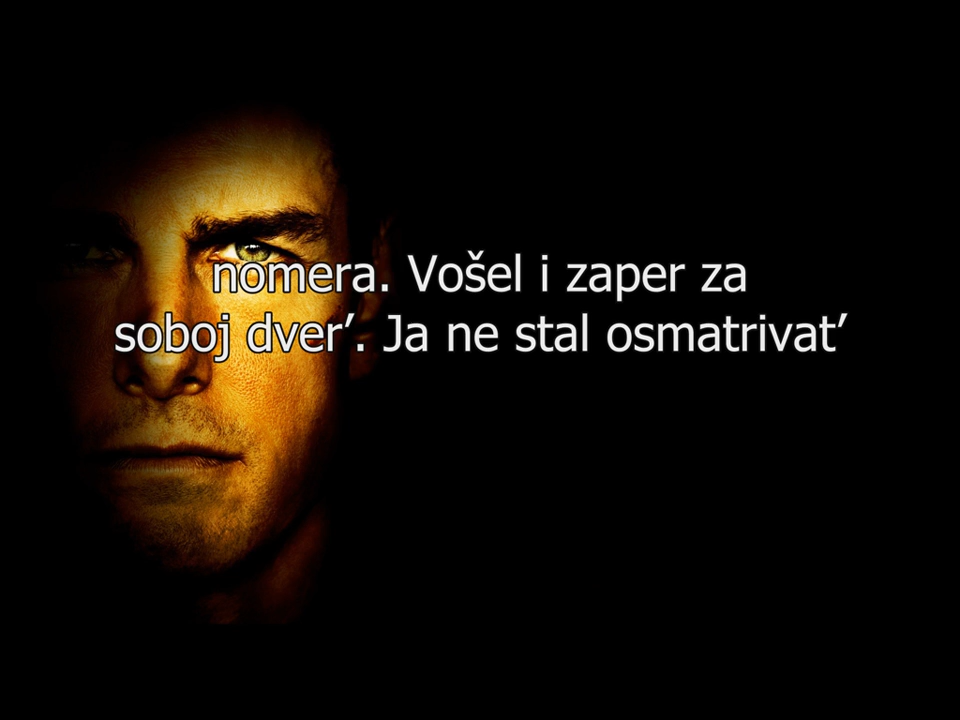 nomera. Vošel i zaper za
soboj dver’. Ja ne stal osmatrivat’